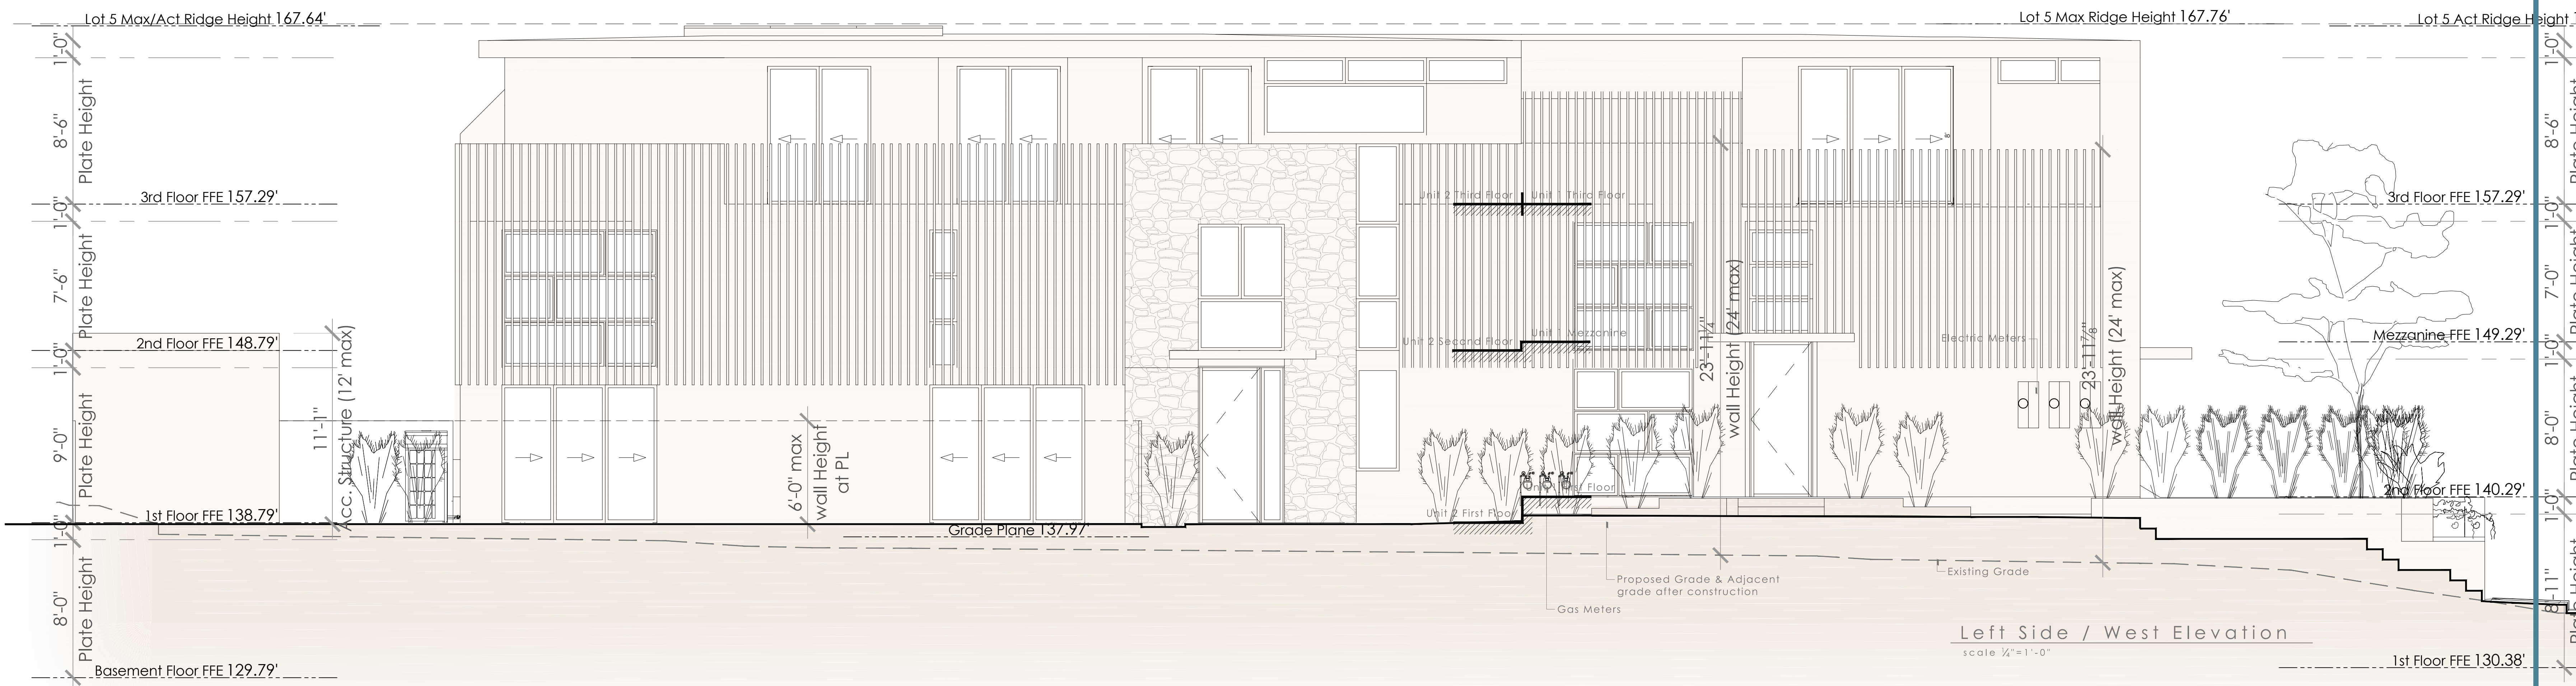 Lot 5 Max/Act Ridge Height 167.64'
Lot 5 Max Ridge Height 167.76'
Lot 5 Act Ridge Height
1'-0"
8'-6"
Plate Height
3rd Floor FFE 157.29'
1'-0"
7'-6"
Plate Height
2nd Floor FFE 148.79'
1'-0"
9'-0"
Plate Height
1st Floor FFE 138.79'
1'-0"
8'-0"
Plate Height
Basement Floor FFE 129.79'
11'-1"
Acc. Structure (12' max)
6'-0" max
wall Height
at PL
Grade Plane 137.97'
Unit 2 Third Floor
Unit 1 Third Floor
Unit 2 Second Floor
Unit 1 Mezzanine
Unit 2 First Floor
First Floor
23'-11¼"
wall Height (24' max)
Electric Meters
23'-11⅞"
wall Height (24' max)
Proposed Grade & Adjacent
grade after construction
Gas Meters
Existing Grade
Left Side / West Elevation
scale ¼"=1'-0"
1'-0"
8'-6"
3rd Floor FFE 157.29'
1'-0"
7'-0"
Mezzanine FFE 149.29'
1'-0"
8'-0"
2nd Floor FFE 140.29'
1'-0"
8'-11"
1st Floor FFE 130.38'